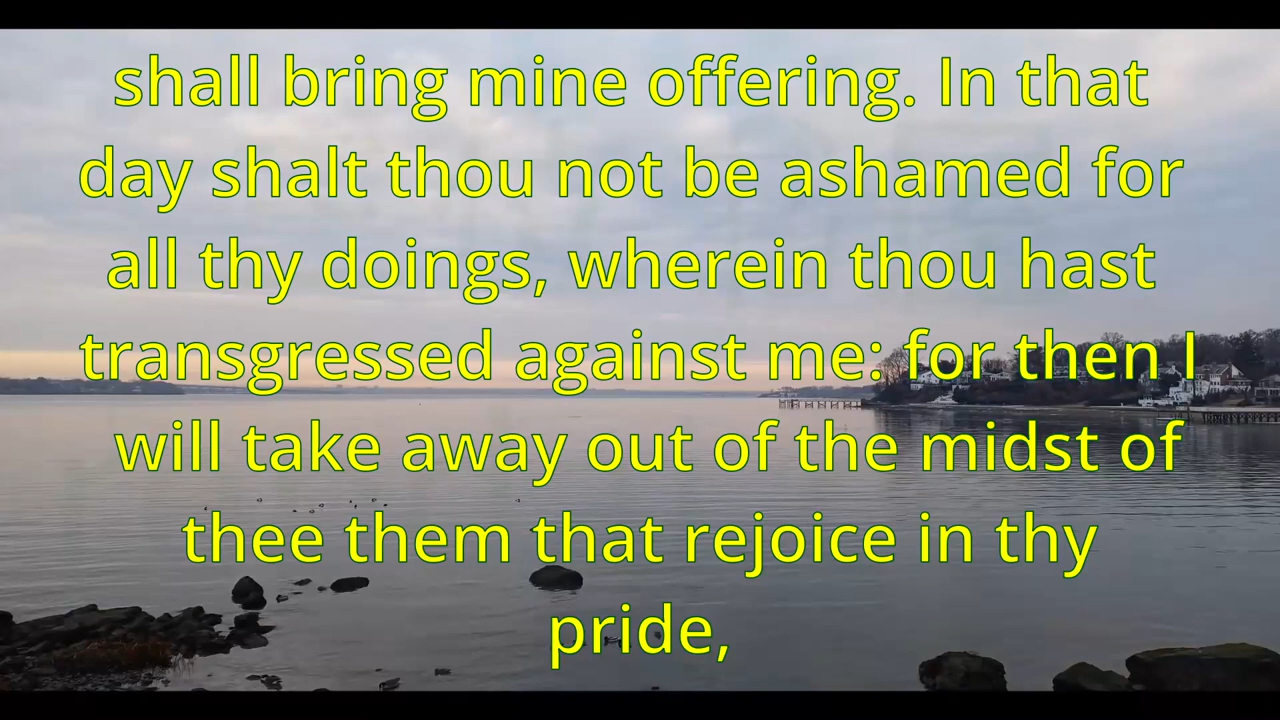 shall bring mine offering. In that
day shalt thou not be ashamed for
all thy doings, wherein thou hast
transgressed against me: for then I
will take away out of the midst of
thee them that rejoice in thy
pride,